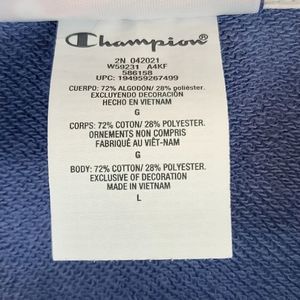 Champion
2N 042021
W59231 A4KF
586158
UPC: 194959267499
CUERPO: 72% ALGODÓN/ 28% poliéster.
EXCLUYENDO DECORACIÓN
HECHO EN VIETNAM
G
CORPS: 72% COTON/ 28% POLYESTER.
ORNEMENTS NON COMPRIS
FABRIQUÉ AU VIÊT-NAM
G
BODY: 72% COTTON/ 28% POLYESTER.
EXCLUSIVE OF DECORATION
MADE IN VIETNAM
L